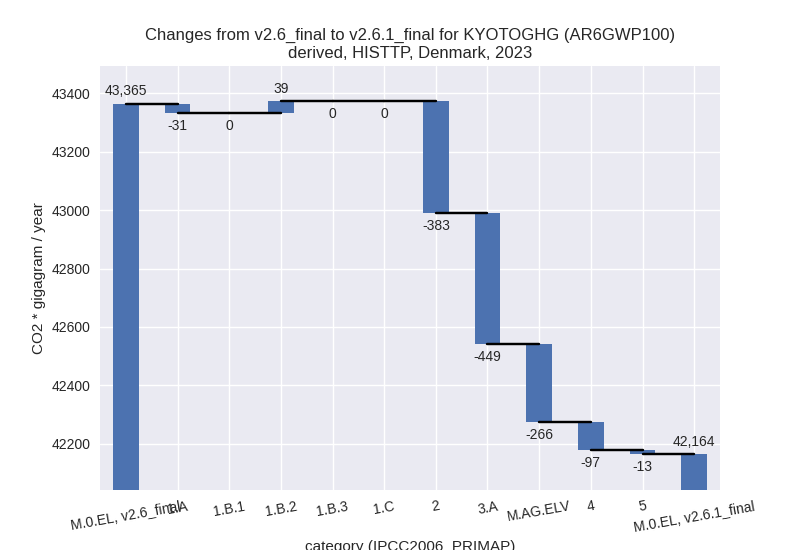 Changes from v2.6_final to v2.6.1_final for KYOTOGHG (AR6GWP100)
derived, HISTTP, Denmark, 2023
CO2 * gigagram / year
43400
43200
43000
42800
42600
42400
42200
43,365
-31
0
39
0
0
-383
-449
-266
-97
-13
42,164
M.0.EL, v2.6_final
1.A
1.B.1
1.B.2
1.B.3
1.C
2
3.A
M.AG.ELV
4
5
M.0.EL, v2.6.1_final
category (IPCC2006_PRIMAP)